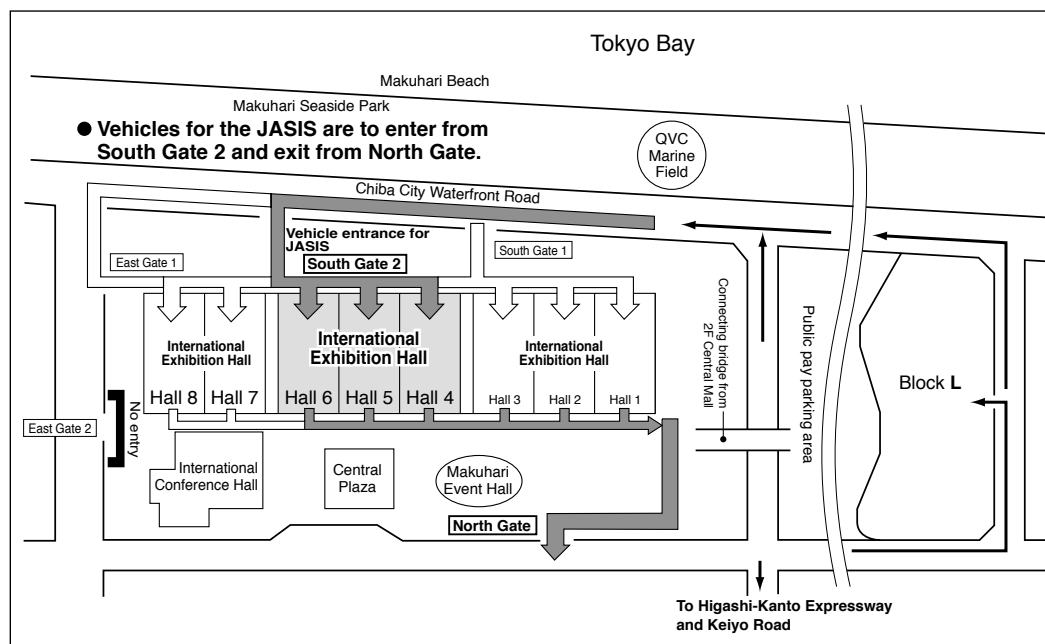 Tokyo Bay
Makuhari Beach
Makuhari Seaside Park
● Vehicles for the JASIS are to enter from
South Gate 2 and exit from North Gate.
QVC
Marine
Field
Chiba City Waterfront Road
Vehicle entrance for
JASIS
South Gate 2
East Gate 1
South Gate 1
International
Exhibition Hall
Hall 8
Hall 7
International
Exhibition Hall
Hall 6
Hall 5
Hall 4
International
Exhibition Hall
Hall 3
Hall 2
Hall 1
Connecting bridge from
2F Central Mall
Public pay parking area
Block L
East Gate 2
No entry
International
Conference Hall
Central
Plaza
Makuhari
Event Hall
North Gate
To Higashi-Kanto Expressway
and Keiyo Road